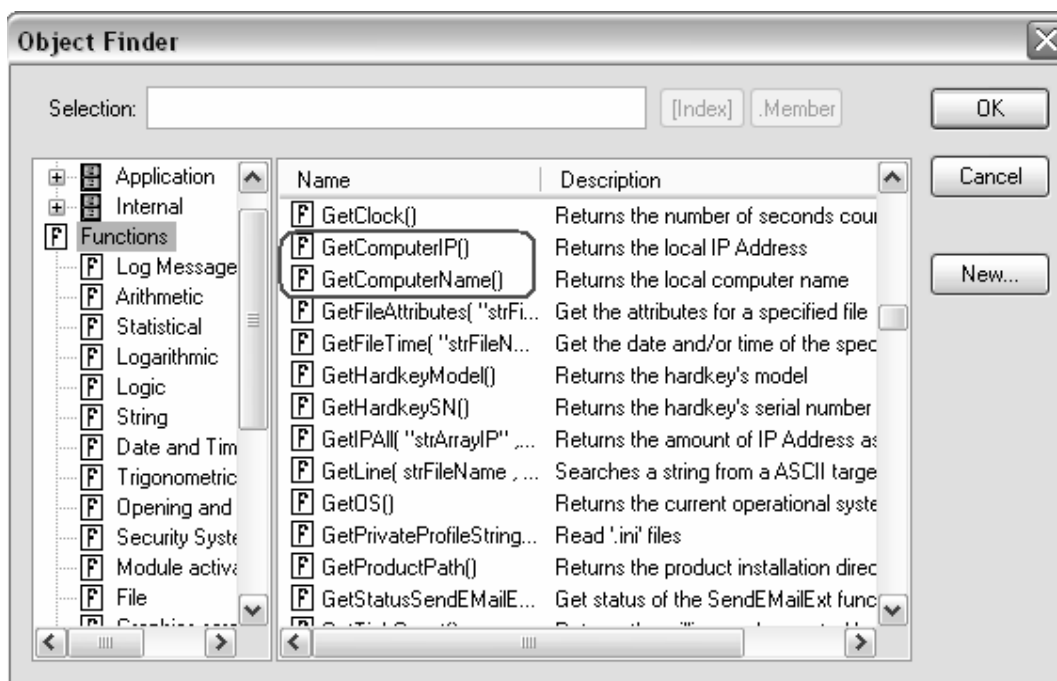 Object Finder
Selection:
[Index]
.Member
OK
Cancel
New...
Application
Internal
Functions
Log Message
Arithmetic
Statistical
Logarithmic
Logic
String
Date and Tim
Trigonometric
Opening and
Security Syste
Module activa
File
Name Description
GetClock() Returns the number of seconds cou
GetComputerIP() Returns the local IP Address
GetComputerName() Returns the local computer name
GetFileAttributes( "strFi... Get the attributes for a specified file
GetFileTime( "strFileN... Get the date and/or time of the spec
GetHardkeyModel() Returns the hardkey's model
GetHardkeySN() Returns the hardkey's serial number
GetIPAll( "strArrayIP" ,... Returns the amount of IP Address as
GetLine( strFileName , ... Searches a string from a ASCII targe
GetOS() Returns the current operational syste
GetPrivateProfileString... Read '.ini' files
GetProductPath() Returns the product installation direc
GetStatusSendEMailE... Get status of the SendEMailExt func